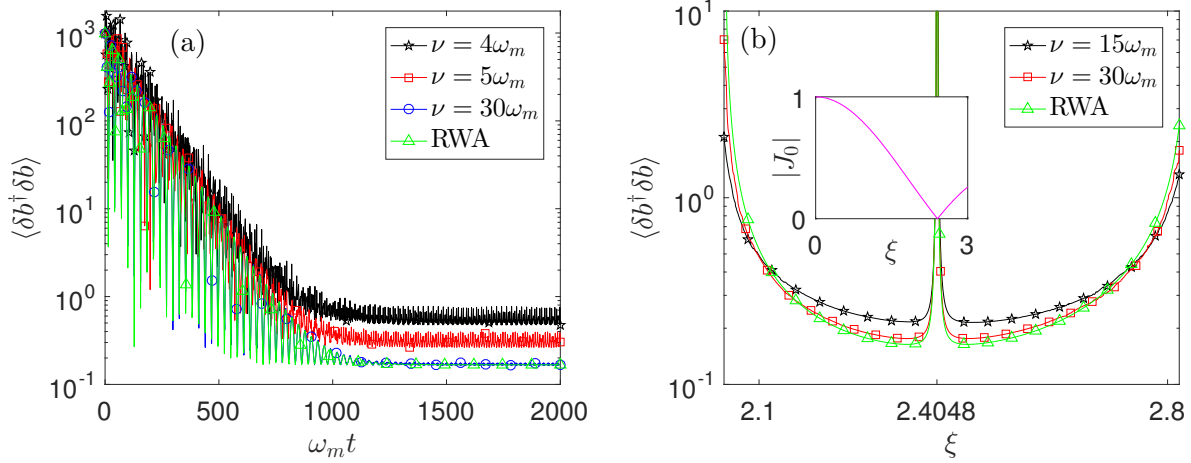 (a)
ν = 4ω_m
ν = 5ω_m
ν = 30ω_m
RWA
10^3
10^2
10^1
10^0
10^-1
⟨δb†δb⟩
0 500 1000 1500 2000
ω_m t
(b)
ν = 15ω_m
ν = 30ω_m
RWA
10^1
10^0
10^-1
⟨δb†δb⟩
1
0
|J_0|
0 3
ξ
2.1 2.4048 2.8
ξ